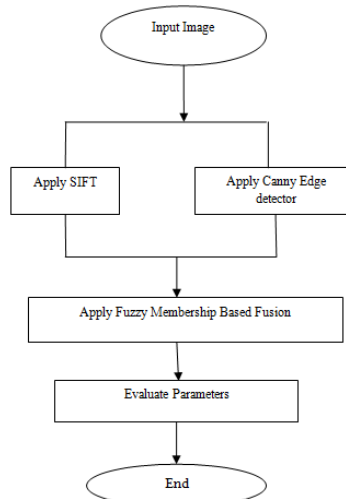 Input Image
Apply SIFT
Apply Canny Edge
detector
Apply Fuzzy Membership Based Fusion
Evaluate Parameters
End